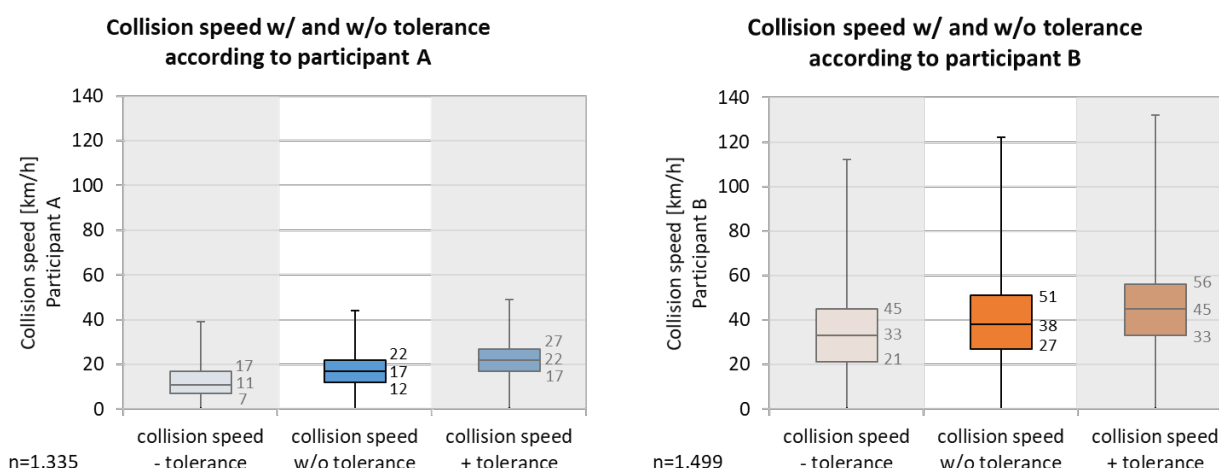 Collision speed w/ and w/o tolerance
according to participant A
Collision speed [km/h]
Participant A
140
120
100
80
60
40
20
0
17
11
7
22
17
12
27
22
17
collision speed
- tolerance
collision speed
w/o tolerance
collision speed
+ tolerance
n=1.335
Collision speed w/ and w/o tolerance
according to participant B
Collision speed [km/h]
Participant B
140
120
100
80
60
40
20
0
45
33
21
51
38
27
56
45
33
collision speed
- tolerance
collision speed
w/o tolerance
collision speed
+ tolerance
n=1.499